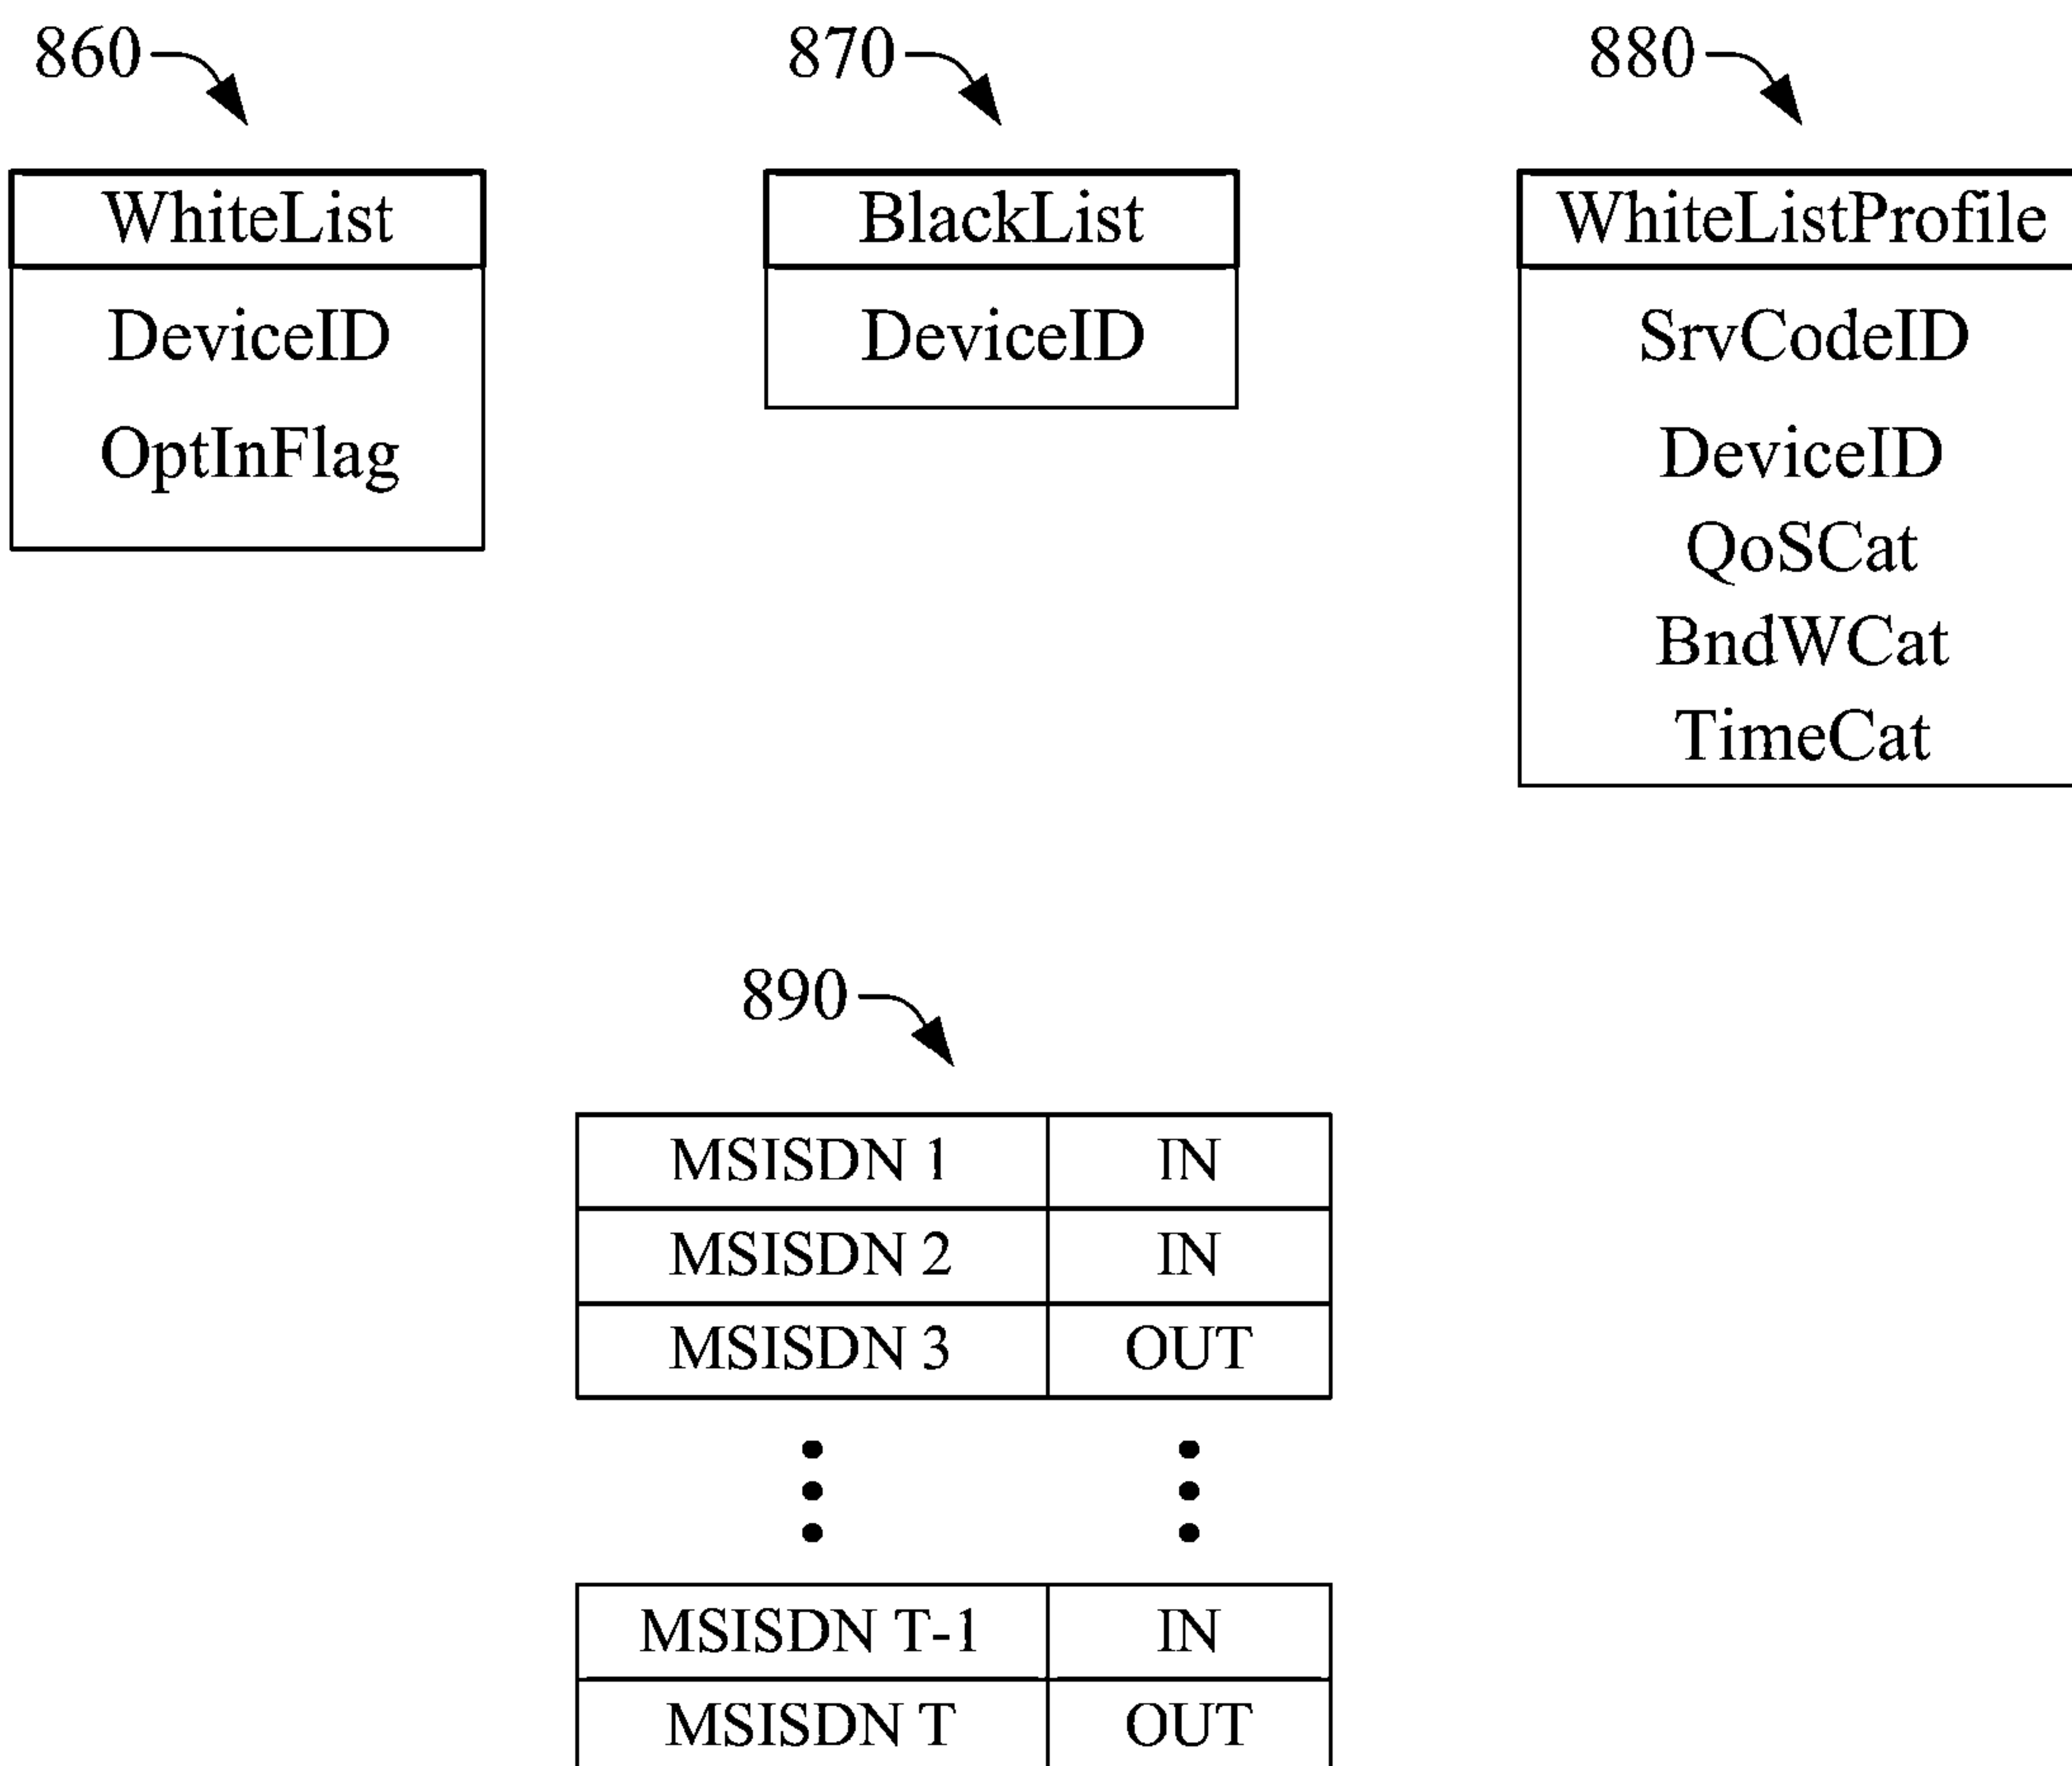 860
870
880
WhiteList
DeviceID
OptInFlag
BlackList
DeviceID
WhiteListProfile
SrvCodeID
DeviceID
QoSCat
BndWCat
TimeCat
890
MSISDN 1 IN
MSISDN 2 IN
MSISDN 3 OUT
MSISDN T-1 IN
MSISDN T OUT